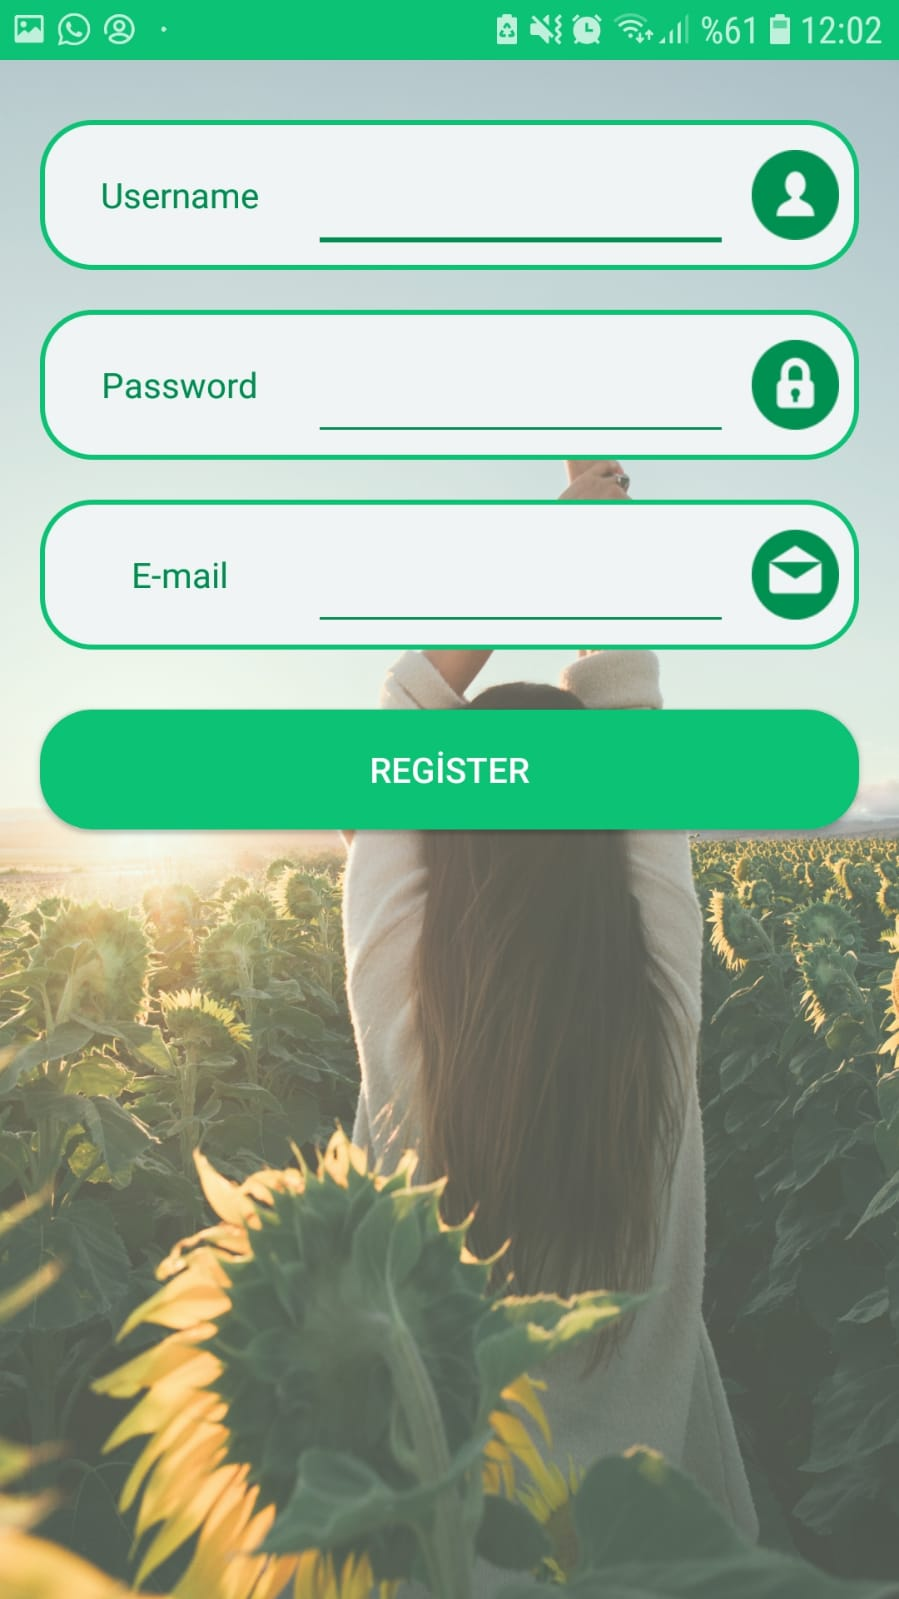 %61 12:02
Username
Password
E-mail
REGİSTER